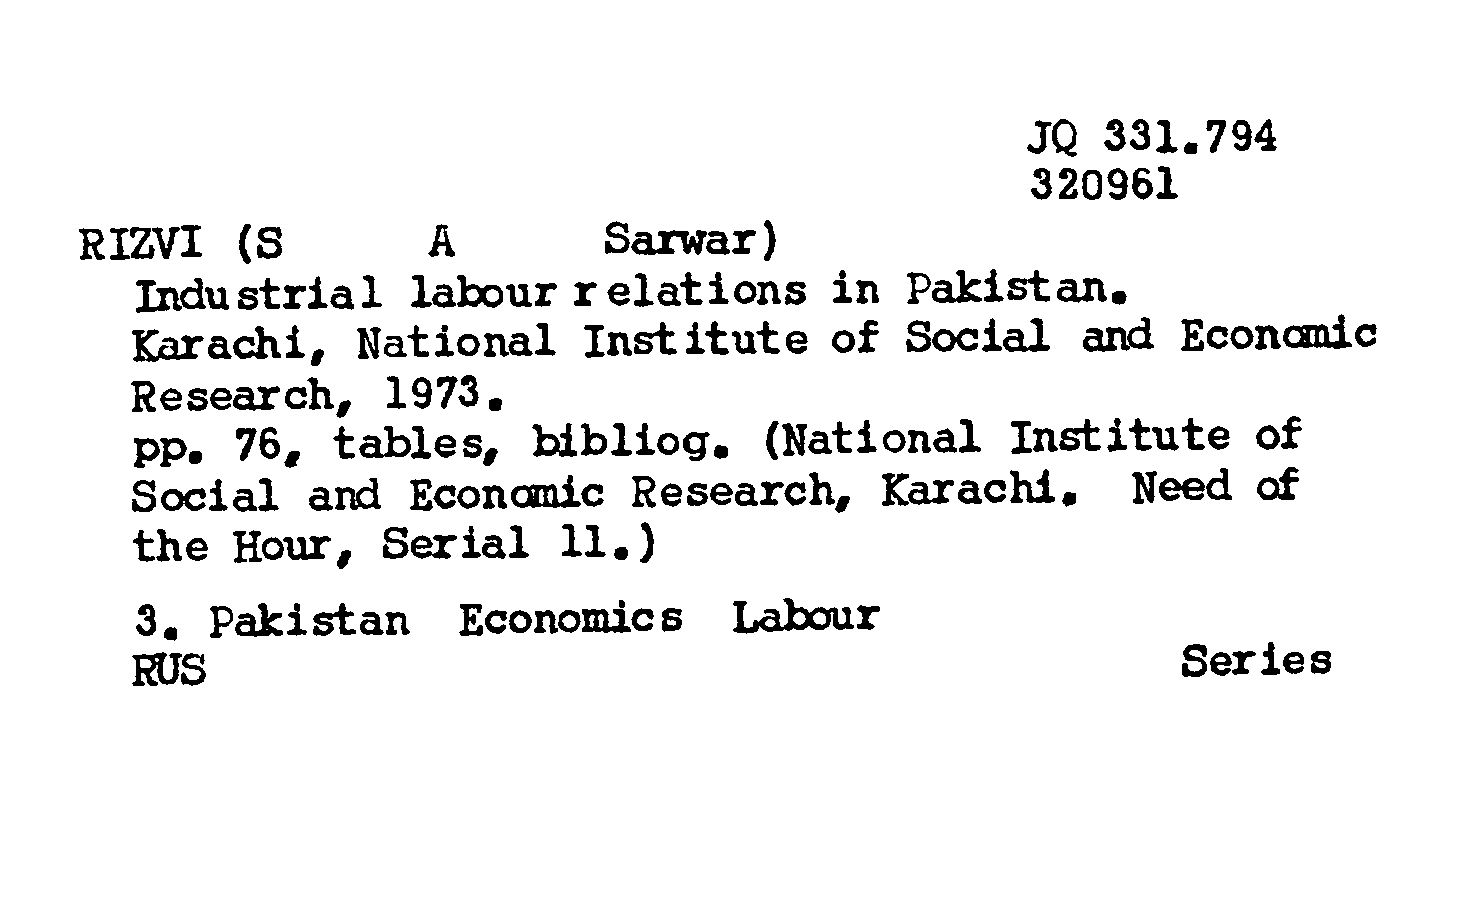 JQ 331.794
320961
RIZVI (S A Sarwar)
Industrial labour relations in Pakistan.
Karachi, National Institute of Social and Economic
Research, 1973.
pp. 76, tables, bibliog. (National Institute of
Social and Economic Research, Karachi. Need of
the Hour, Serial 11.)
3. Pakistan Economics Labour
RUS Series